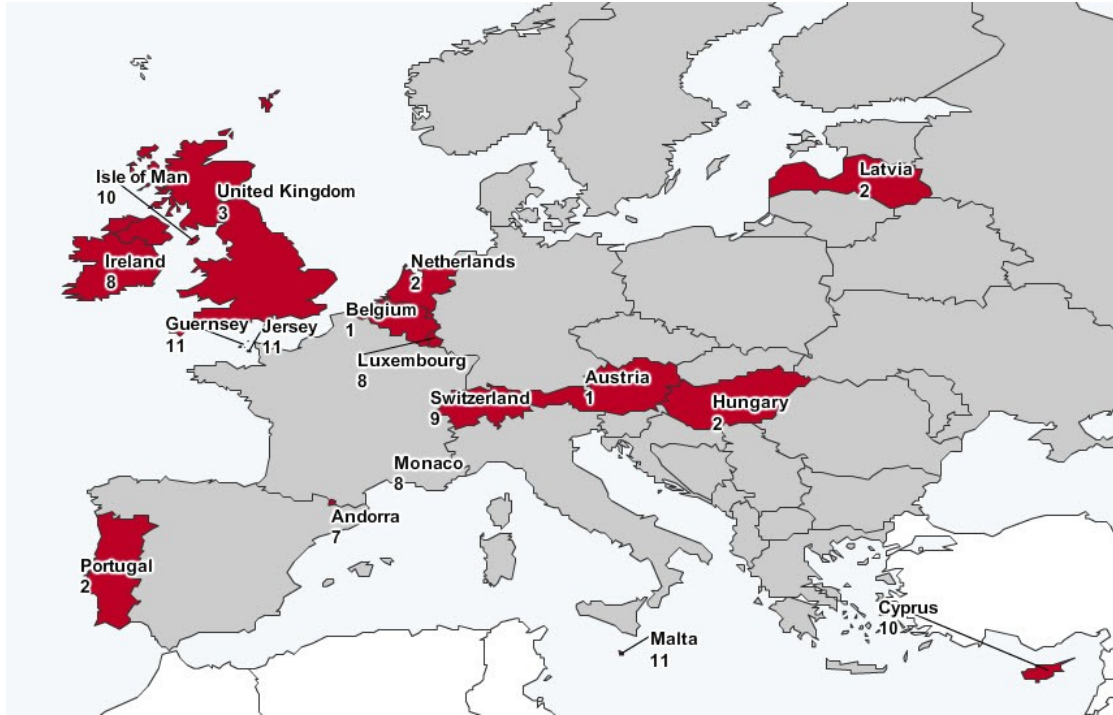 Isle of Man
10
United Kingdom
3
Latvia
2
Ireland
8
Netherlands
2
Belgium
1
Guernsey
11
Jersey
11
Luxembourg
8
Switzerland
9
Austria
1
Hungary
2
Monaco
8
Andorra
7
Portugal
2
Cyprus
10
Malta
11